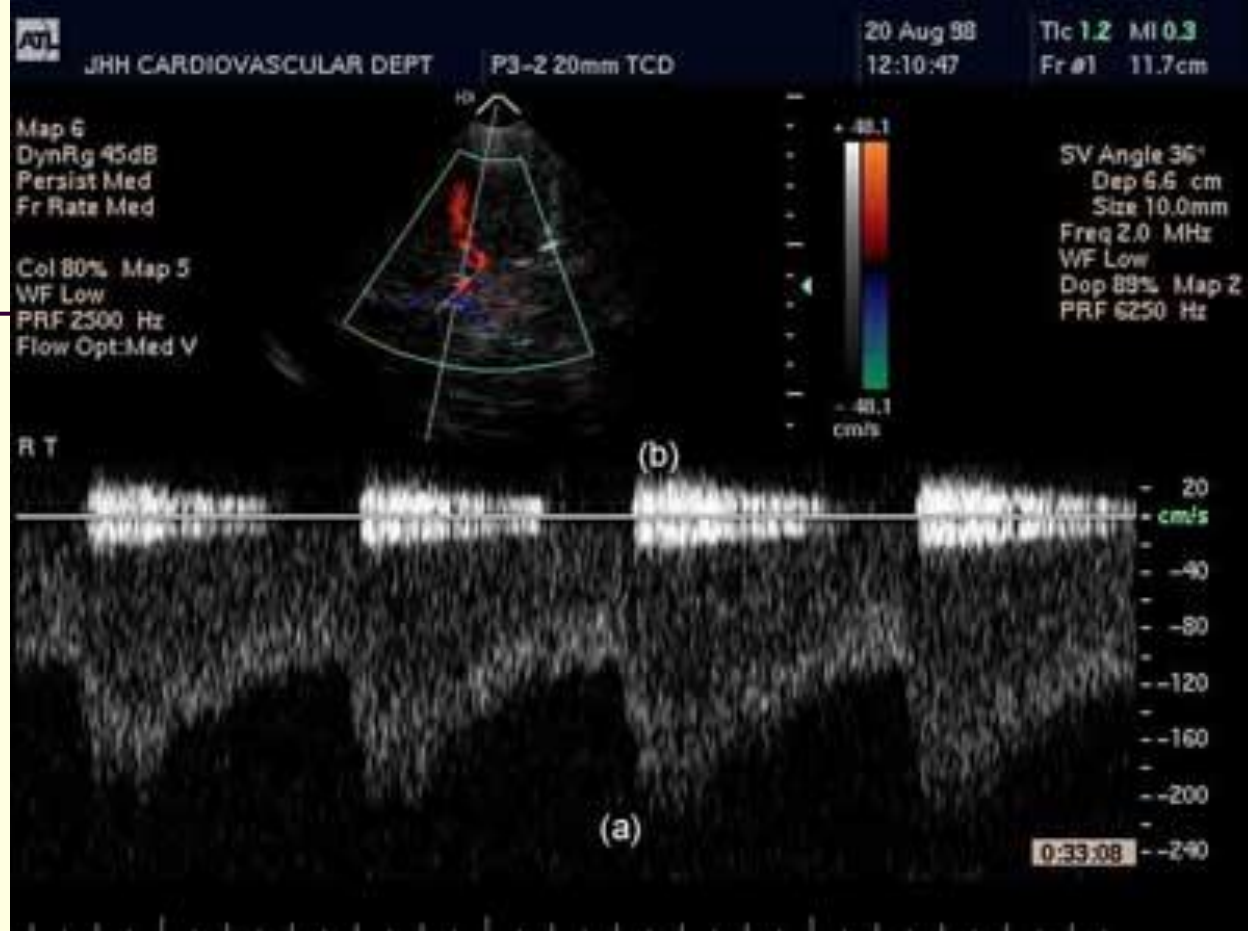 ATL
JHH CARDIOVASCULAR DEPT
P3-2 20mm TCD
20 Aug 98
12:10:47
TIc 1.2 MI 0.3
Fr #1 11.7cm
Map 6
DynRg 45dB
Persist Med
Fr Rate Med
Col 80% Map 5
WF Low
PRF 2500 Hz
Flow Opt:Med V
+ 48.1
- 48.1
cm/s
SV Angle 36°
Dep 6.6 cm
Size 10.0mm
Freq 2.0 MHz
WF Low
Dop 89% Map 2
PRF 6250 Hz
R T
(b)
20
cm/s
-40
-80
-120
-160
-200
-240
(a)
0:33:08